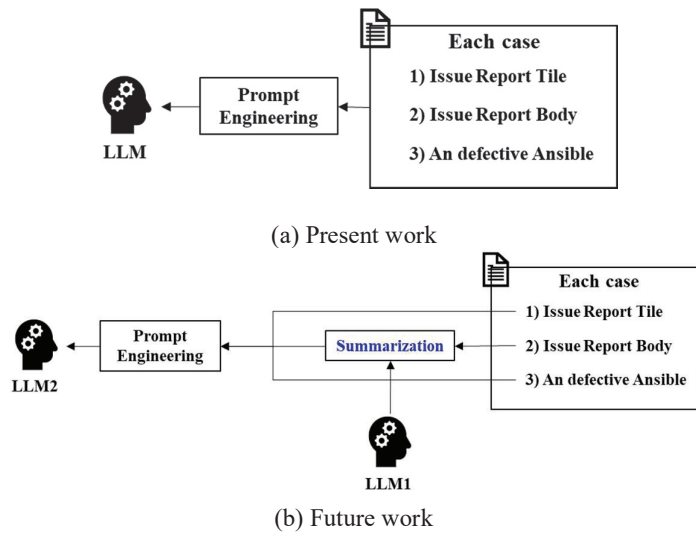 Each case
1) Issue Report Tile
Prompt
Engineering
2) Issue Report Body
LLM
3) An defective Ansible
(a) Present work
Each case
1) Issue Report Tile
Prompt
Engineering
Summarization
2) Issue Report Body
LLM2
3) An defective Ansible
LLM1
(b) Future work